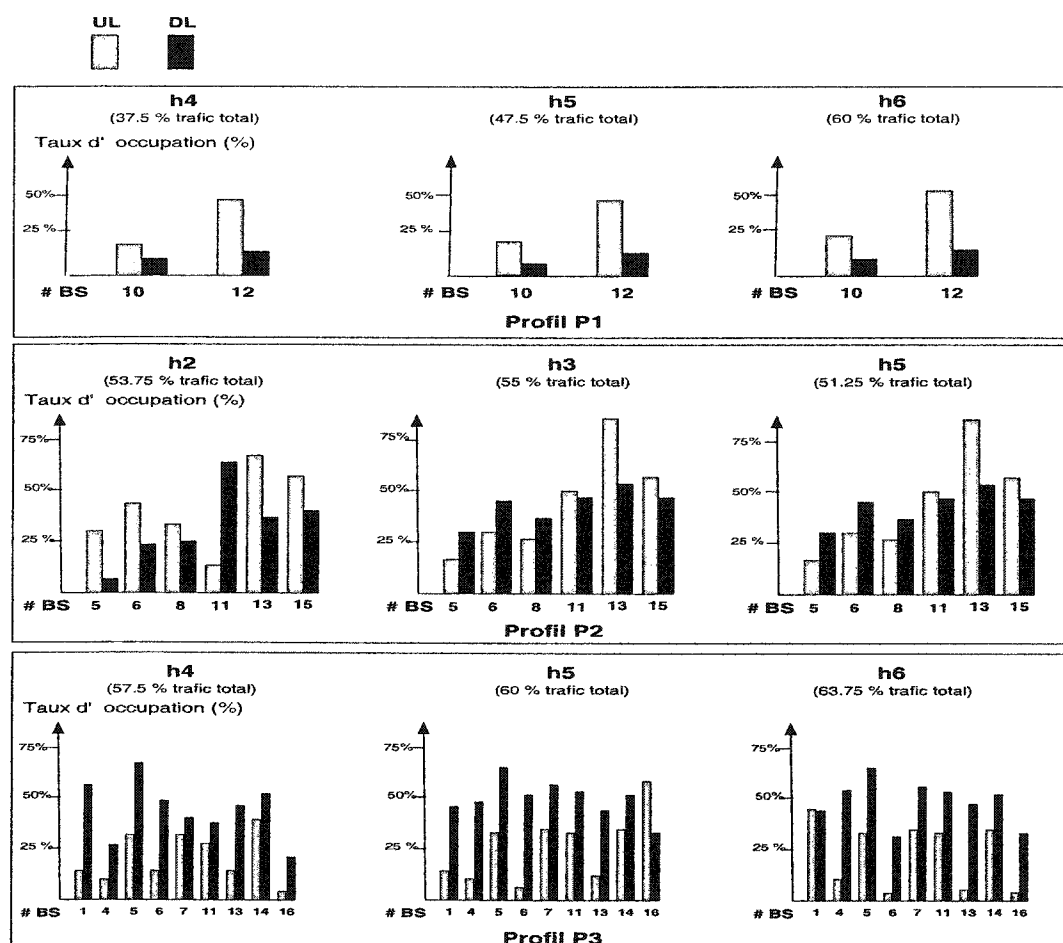 UL DL
h4 h5 h6
(37.5 % trafic total) (47.5 % trafic total) (60 % trafic total)
Taux d' occupation (%)
50% 50% 50%
25 % 25 % 25 %
# BS 10 12 # BS 10 12 # BS 10 12
Profil P1
h2 h3 h5
(53.75 % trafic total) (55 % trafic total) (51.25 % trafic total)
Taux d' occupation (%)
75% 75% 75%
50% 50% 50%
25 % 25 % 25 %
# BS 5 6 8 11 13 15 # BS 5 6 8 11 13 15 # BS 5 6 8 11 13 15
Profil P2
h4 h5 h6
(57.5 % trafic total) (60 % trafic total) (63.75 % trafic total)
Taux d' occupation (%)
75% 75% 75%
50% 50% 50%
25 % 25 % 25 %
# BS 1 4 5 6 7 11 13 14 16 # BS 1 4 5 6 7 11 13 14 16 # BS 1 4 5 6 7 11 13 14 16
Profil P3